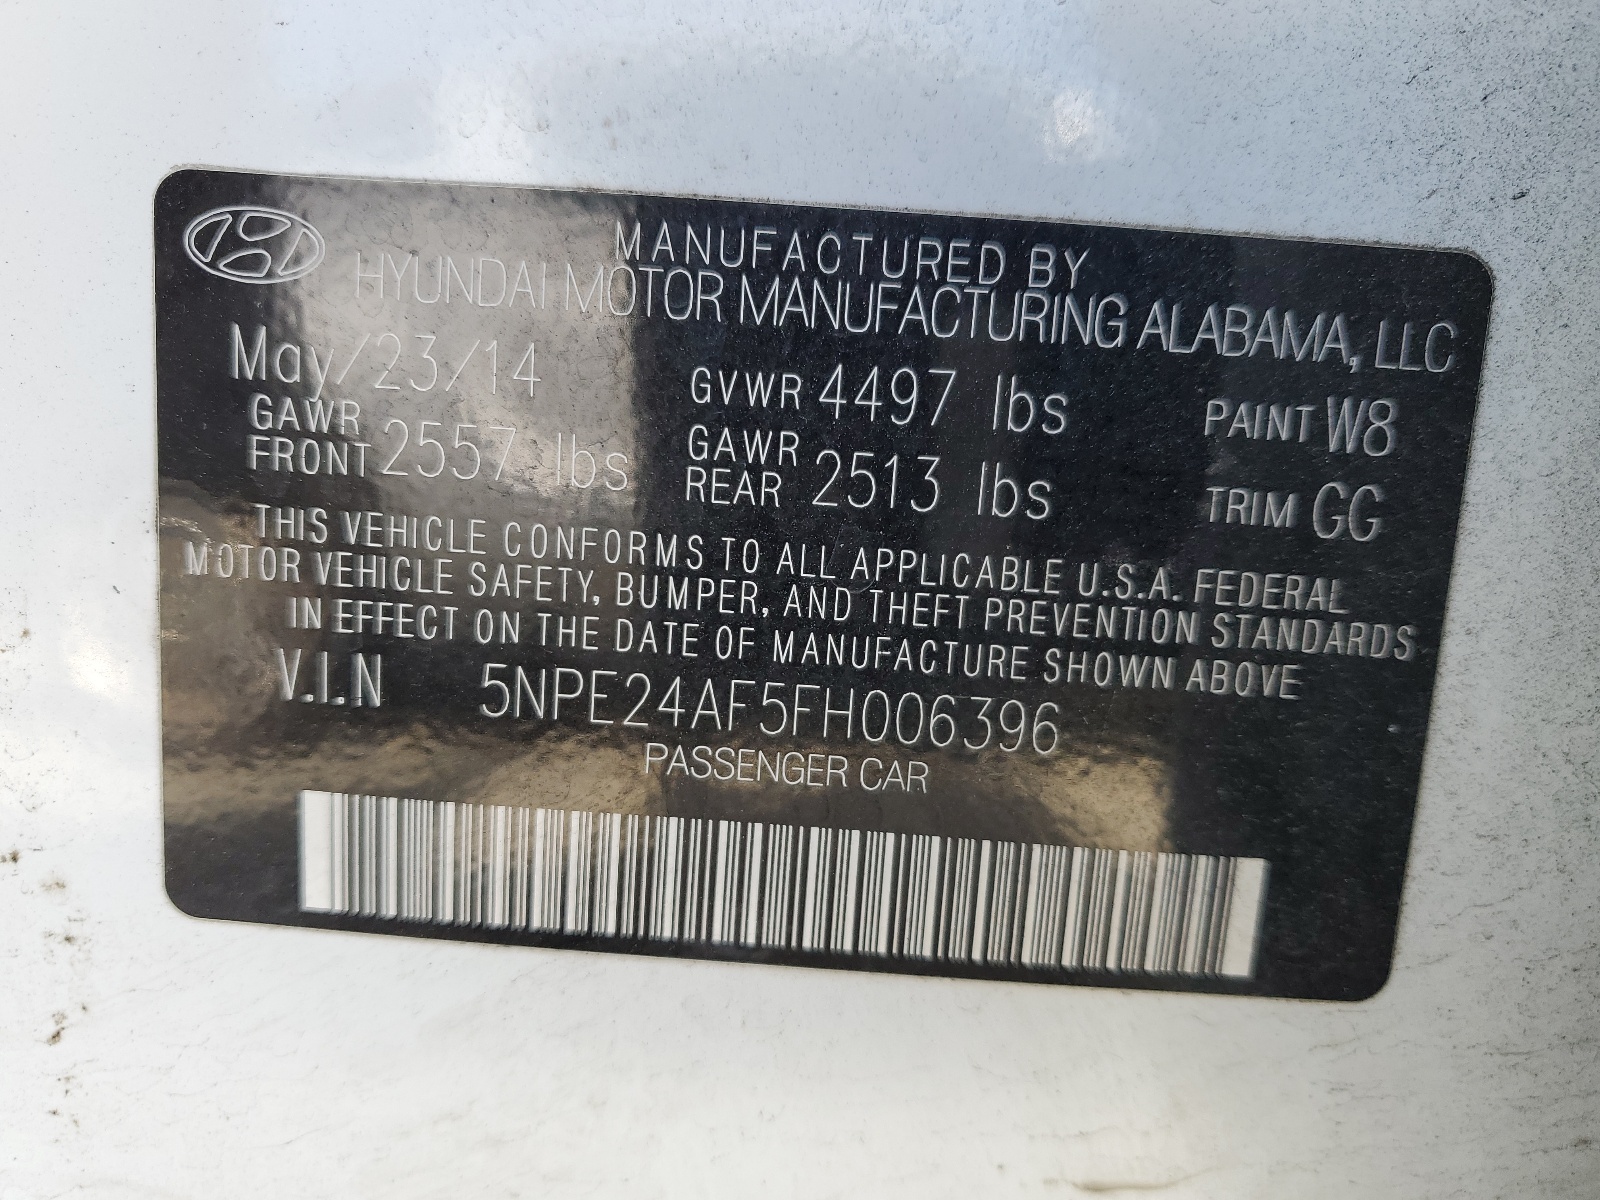 MANUFACTURED BY
HYUNDAI MOTOR MANUFACTURING ALABAMA, LLC
May/23/14 GVWR 4497 lbs PAINT W8
GAWR FRONT 2557 lbs GAWR REAR 2513 lbs TRIM GG
THIS VEHICLE CONFORMS TO ALL APPLICABLE U.S.A. FEDERAL
MOTOR VEHICLE SAFETY, BUMPER, AND THEFT PREVENTION STANDARDS
IN EFFECT ON THE DATE OF MANUFACTURE SHOWN ABOVE
V.I.N 5NPE24AF5FH006396
PASSENGER CAR